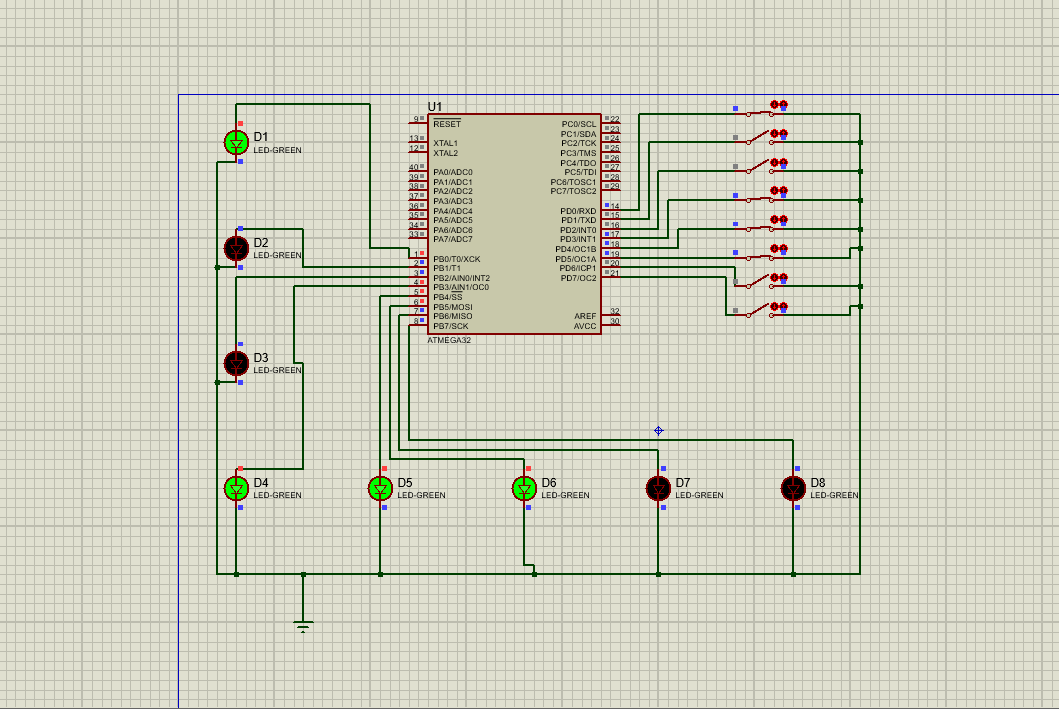 U1
9 RESET
13 XTAL1
12 XTAL2
40 PA0/ADC0
39 PA1/ADC1
38 PA2/ADC2
37 PA3/ADC3
36 PA4/ADC4
35 PA5/ADC5
34 PA6/ADC6
33 PA7/ADC7
1 PB0/T0/XCK
2 PB1/T1
3 PB2/AIN0/INT2
4 PB3/AIN1/OC0
5 PB4/SS
6 PB5/MOSI
7 PB6/MISO
8 PB7/SCK
PC0/SCL 22
PC1/SDA 23
PC2/TCK 24
PC3/TMS 25
PC4/TDO 26
PC5/TDI 27
PC6/TOSC1 28
PC7/TOSC2 29
PD0/RXD 14
PD1/TXD 15
PD2/INT0 16
PD3/INT1 17
PD4/OC1B 18
PD5/OC1A 19
PD6/ICP1 20
PD7/OC2 21
AREF 32
AVCC 30
ATMEGA32
D1
LED-GREEN
D2
LED-GREEN
D3
LED-GREEN
D4
LED-GREEN
D5
LED-GREEN
D6
LED-GREEN
D7
LED-GREEN
D8
LED-GREEN